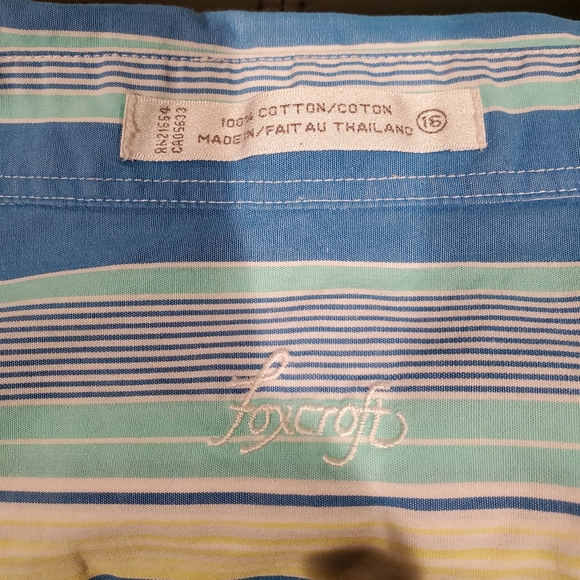 100% COTTON/COTON
MADE IN/FAIT AU THAILAND
16
RN21654
CA05633
foxcroft